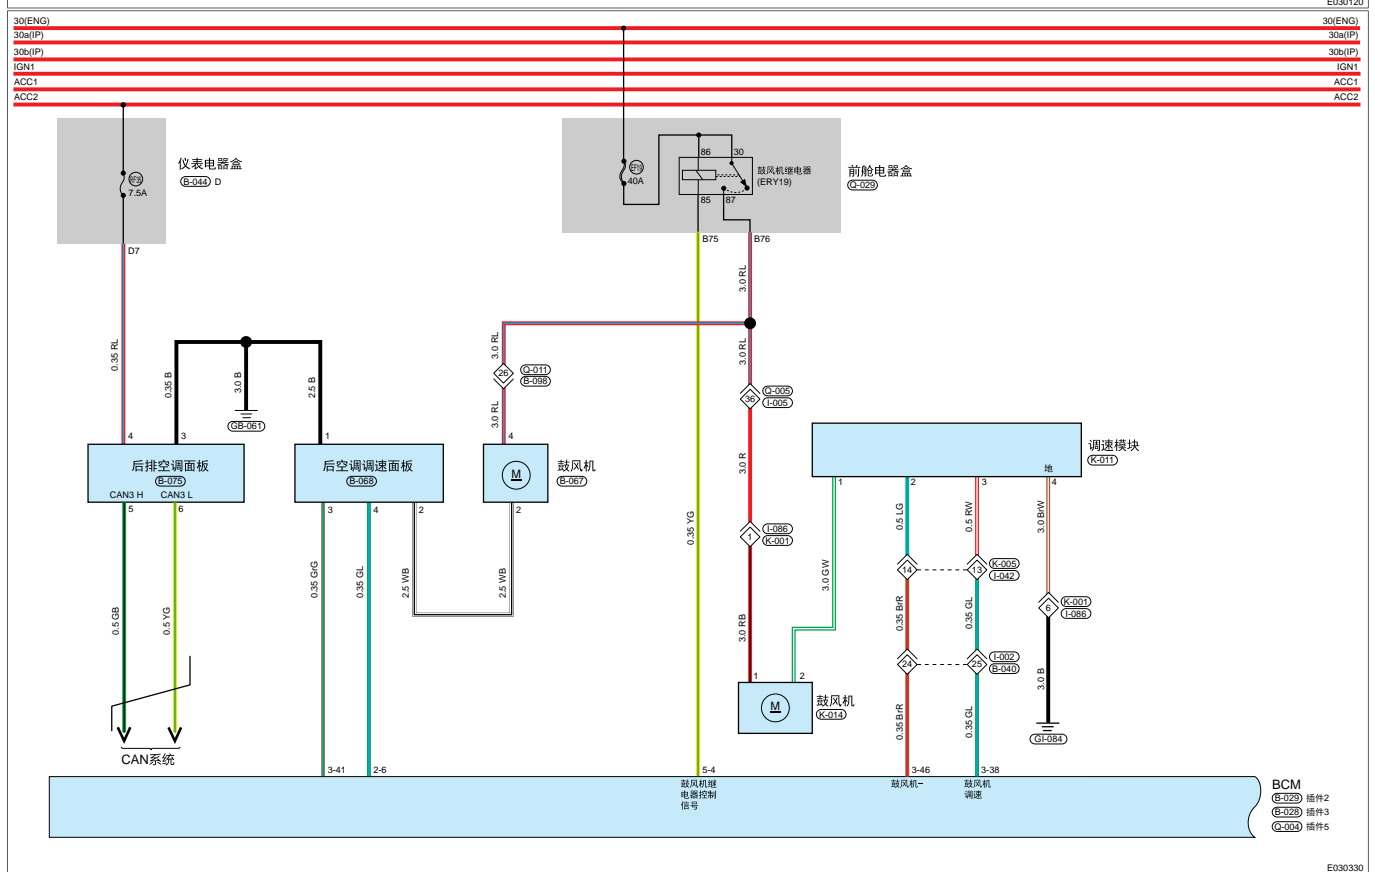 E030120
30(ENG) 30(ENG)
30a(IP) 30a(IP)
30b(IP) 30b(IP)
IGN1 IGN1
ACC1 ACC1
ACC2 ACC2
仪表电器盒
B-044 D
7.5A
D7
EF19
40A
86 30
鼓风机继电器
(ERY19)
85 87
前舱电器盒
Q-029
B75 B76
0.35 RL
0.35 B
3.0 B
2.5 B
GB-061
3.0 RL
26
Q-011
B-098
3.0 RL
3.0 RL
3.0 RL
36
Q-005
I-005
3.0 R
4 3 1 4
后排空调面板
B-075
CAN3 H CAN3 L
后空调调速面板
B-068
M
鼓风机
B-067
调速模块
K-011
地
5 6 3 4 2 2
1 2 3 4
0.5 GB
0.5 YG
0.35 GrG
0.35 GL
2.5 WB
2.5 WB
0.35 YG
1
I-086
K-001
3.0 RB
3.0 GW
0.5 LG
0.5 RW
3.0 BrW
14 13
K-005
I-042
0.35 BrR
0.35 GL
6
K-001
I-086
24 25
I-002
B-040
0.35 BrR
0.35 GL
3.0 B
GI-084
1 2
M
鼓风机
K-014
CAN系统
3-41 2-6 5-4 3-46 3-38
鼓风机继
电器控制
信号
鼓风机−
鼓风机
调速
BCM
B-029 插件2
B-028 插件3
Q-004 插件5
E030330